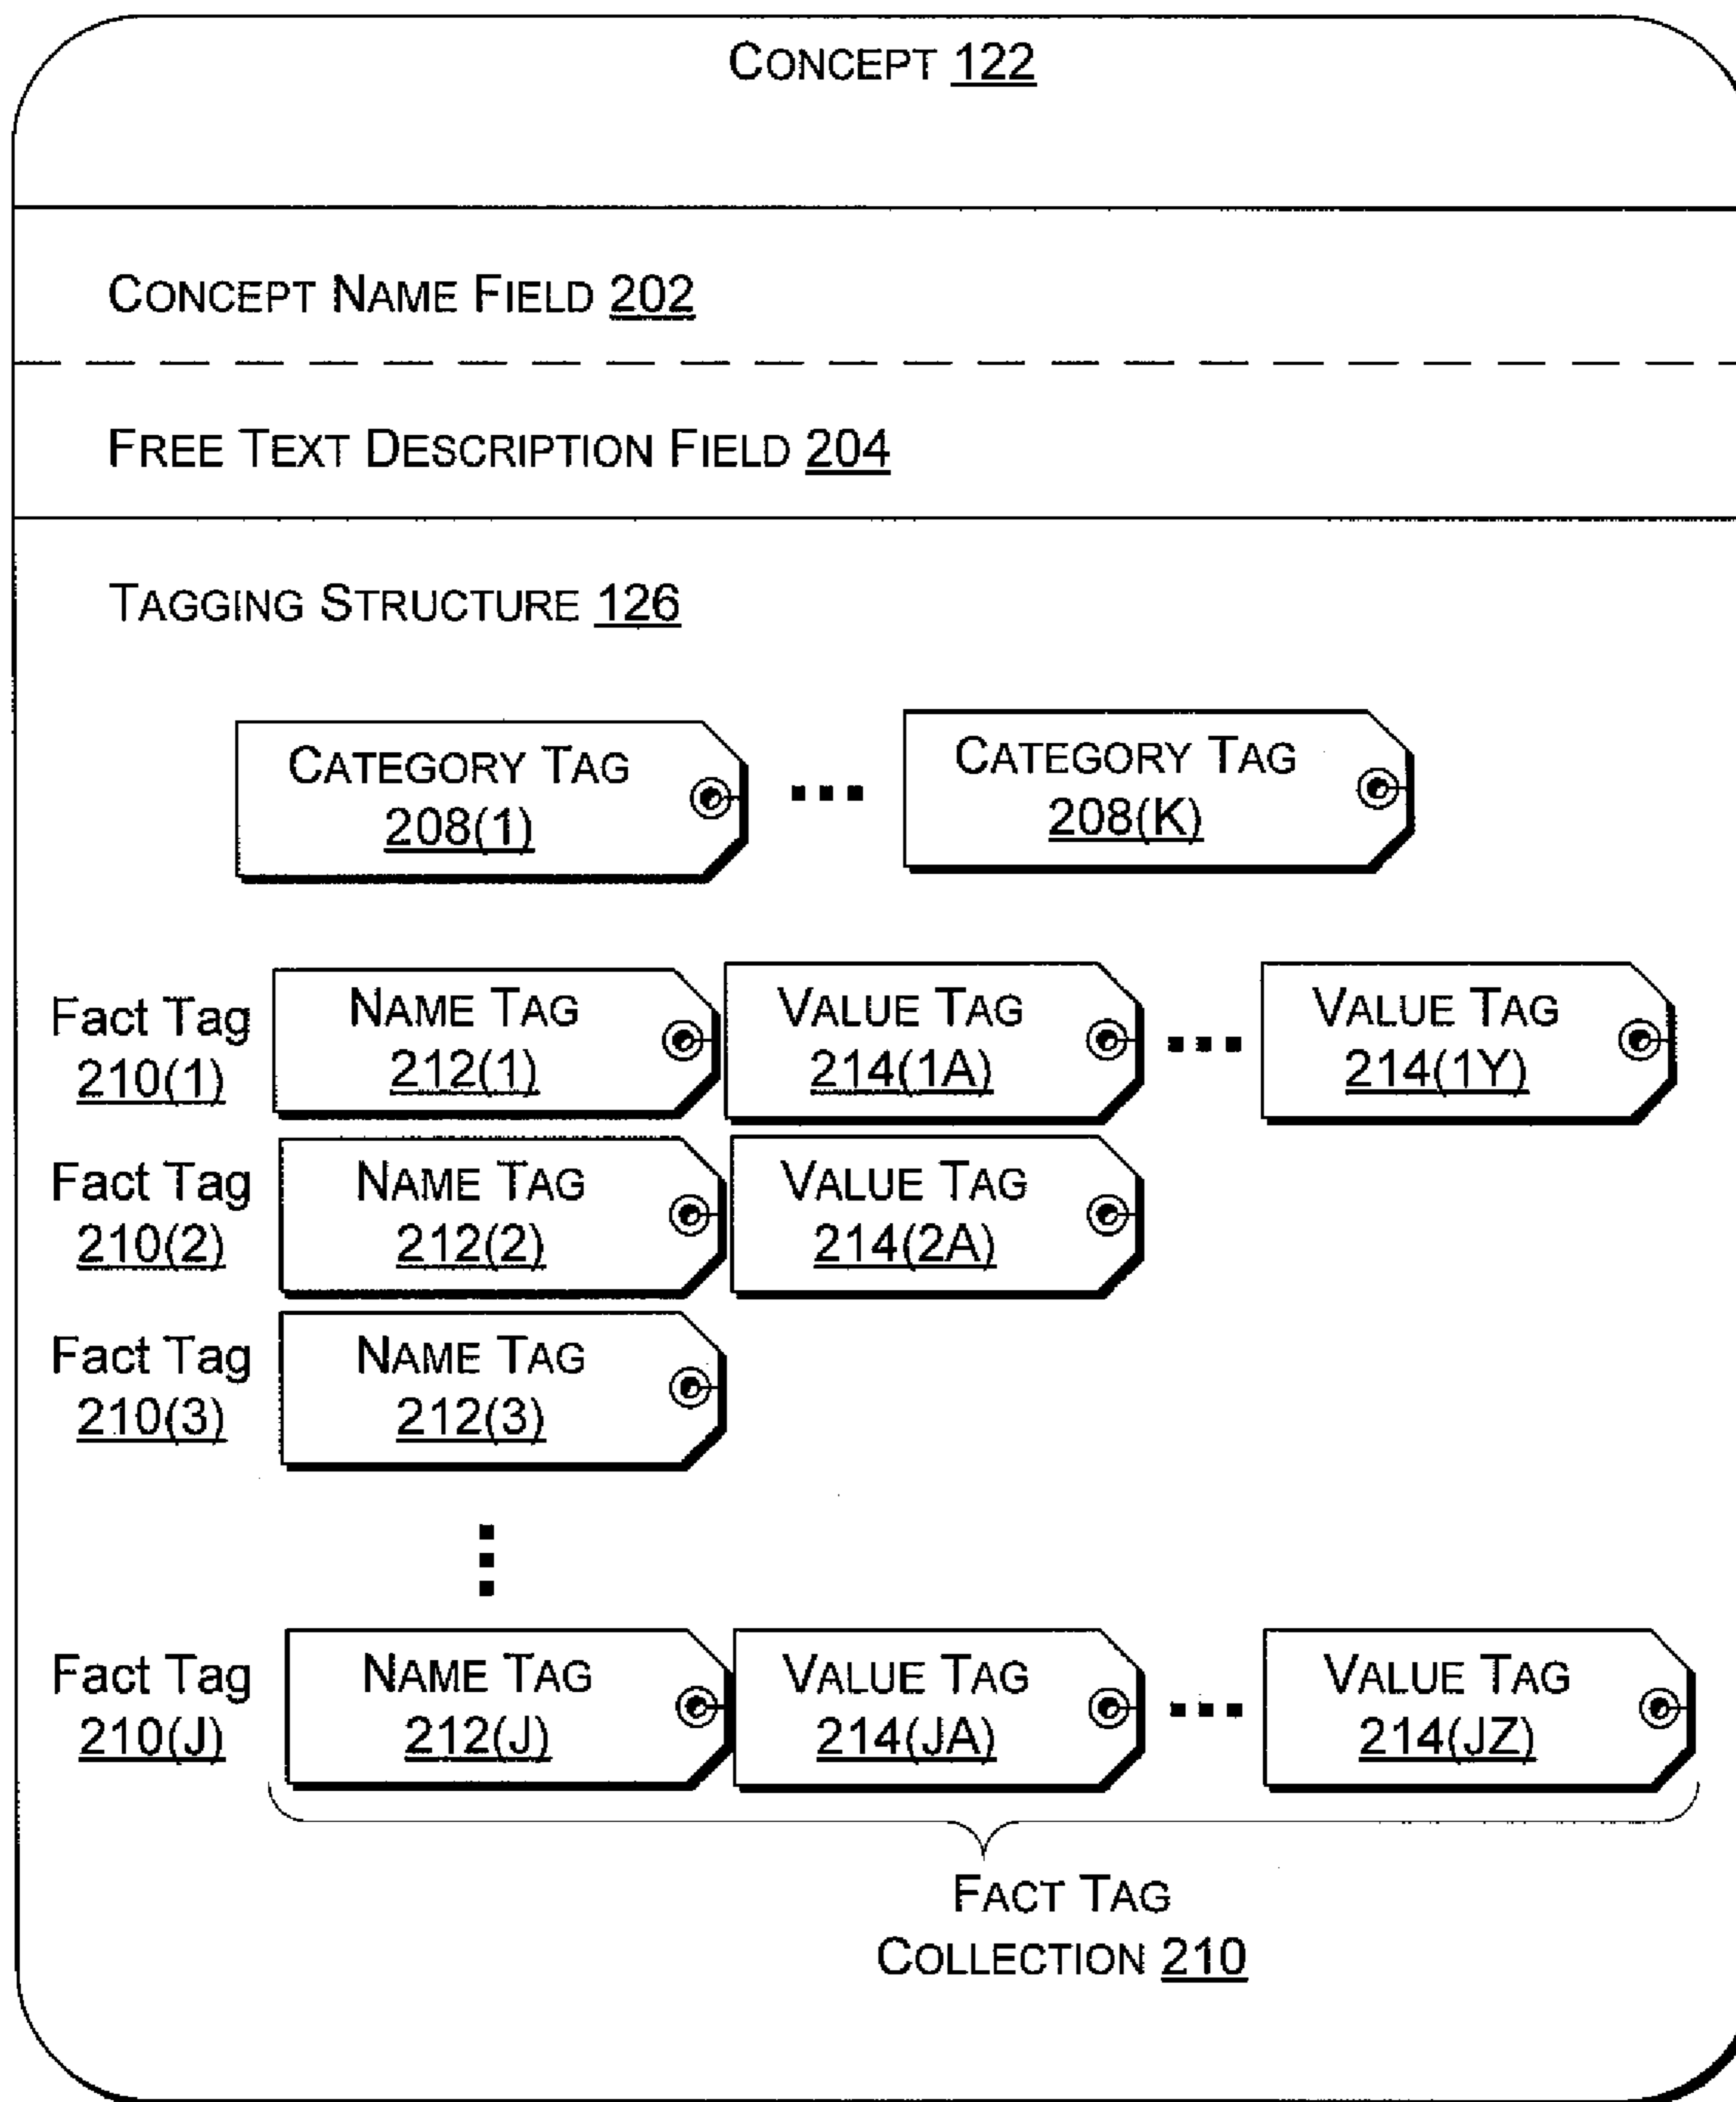 CONCEPT 122
CONCEPT NAME FIELD 202
FREE TEXT DESCRIPTION FIELD 204
TAGGING STRUCTURE 126
CATEGORY TAG
208(1)
CATEGORY TAG
208(K)
Fact Tag
210(1)
NAME TAG
212(1)
VALUE TAG
214(1A)
VALUE TAG
214(1Y)
Fact Tag
210(2)
NAME TAG
212(2)
VALUE TAG
214(2A)
Fact Tag
210(3)
NAME TAG
212(3)
Fact Tag
210(J)
NAME TAG
212(J)
VALUE TAG
214(JA)
VALUE TAG
214(JZ)
FACT TAG
COLLECTION 210